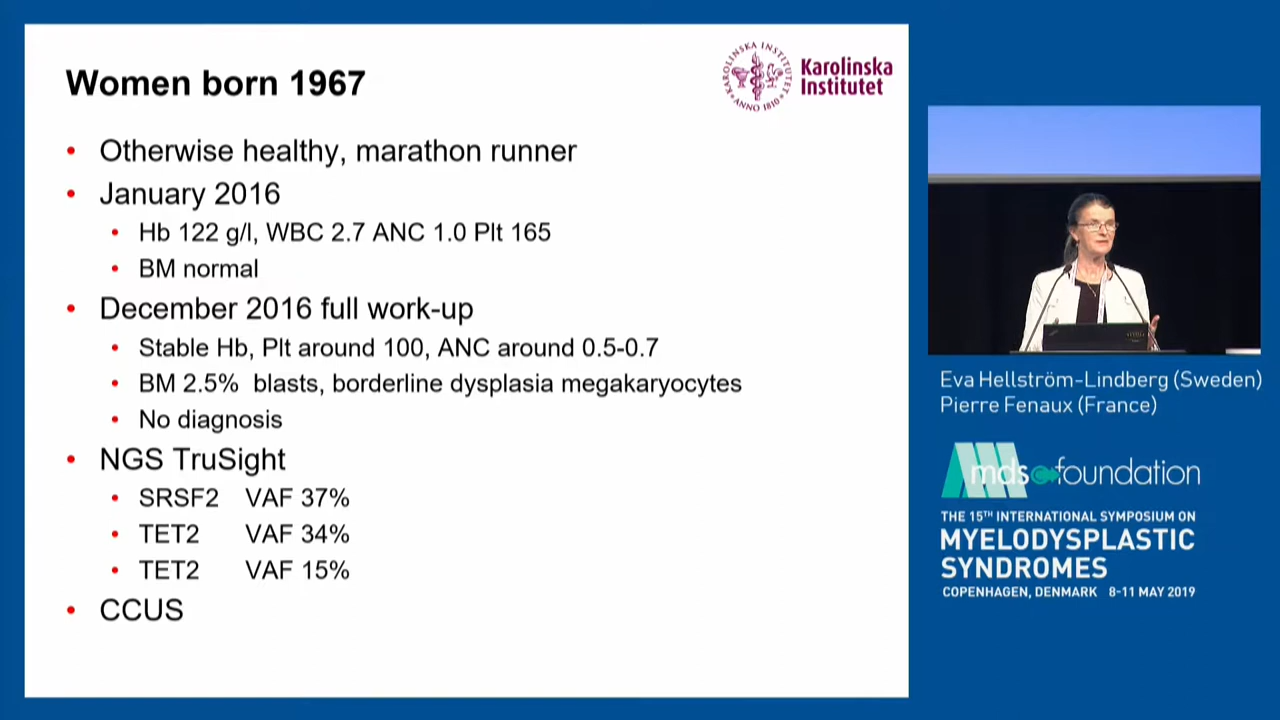 Women born 1967
KAROLINSKA INSTITUTET
ANNO 1810
Karolinska
Institutet
• Otherwise healthy, marathon runner
• January 2016
• Hb 122 g/l, WBC 2.7 ANC 1.0 Plt 165
• BM normal
• December 2016 full work-up
• Stable Hb, Plt around 100, ANC around 0.5-0.7
• BM 2.5% blasts, borderline dysplasia megakaryocytes
• No diagnosis
• NGS TruSight
• SRSF2 VAF 37%
• TET2 VAF 34%
• TET2 VAF 15%
• CCUS
Eva Hellström-Lindberg (Sweden)
Pierre Fenaux (France)
mds foundation
THE 15TH INTERNATIONAL SYMPOSIUM ON
MYELODYSPLASTIC
SYNDROMES
COPENHAGEN, DENMARK 8-11 MAY 2019